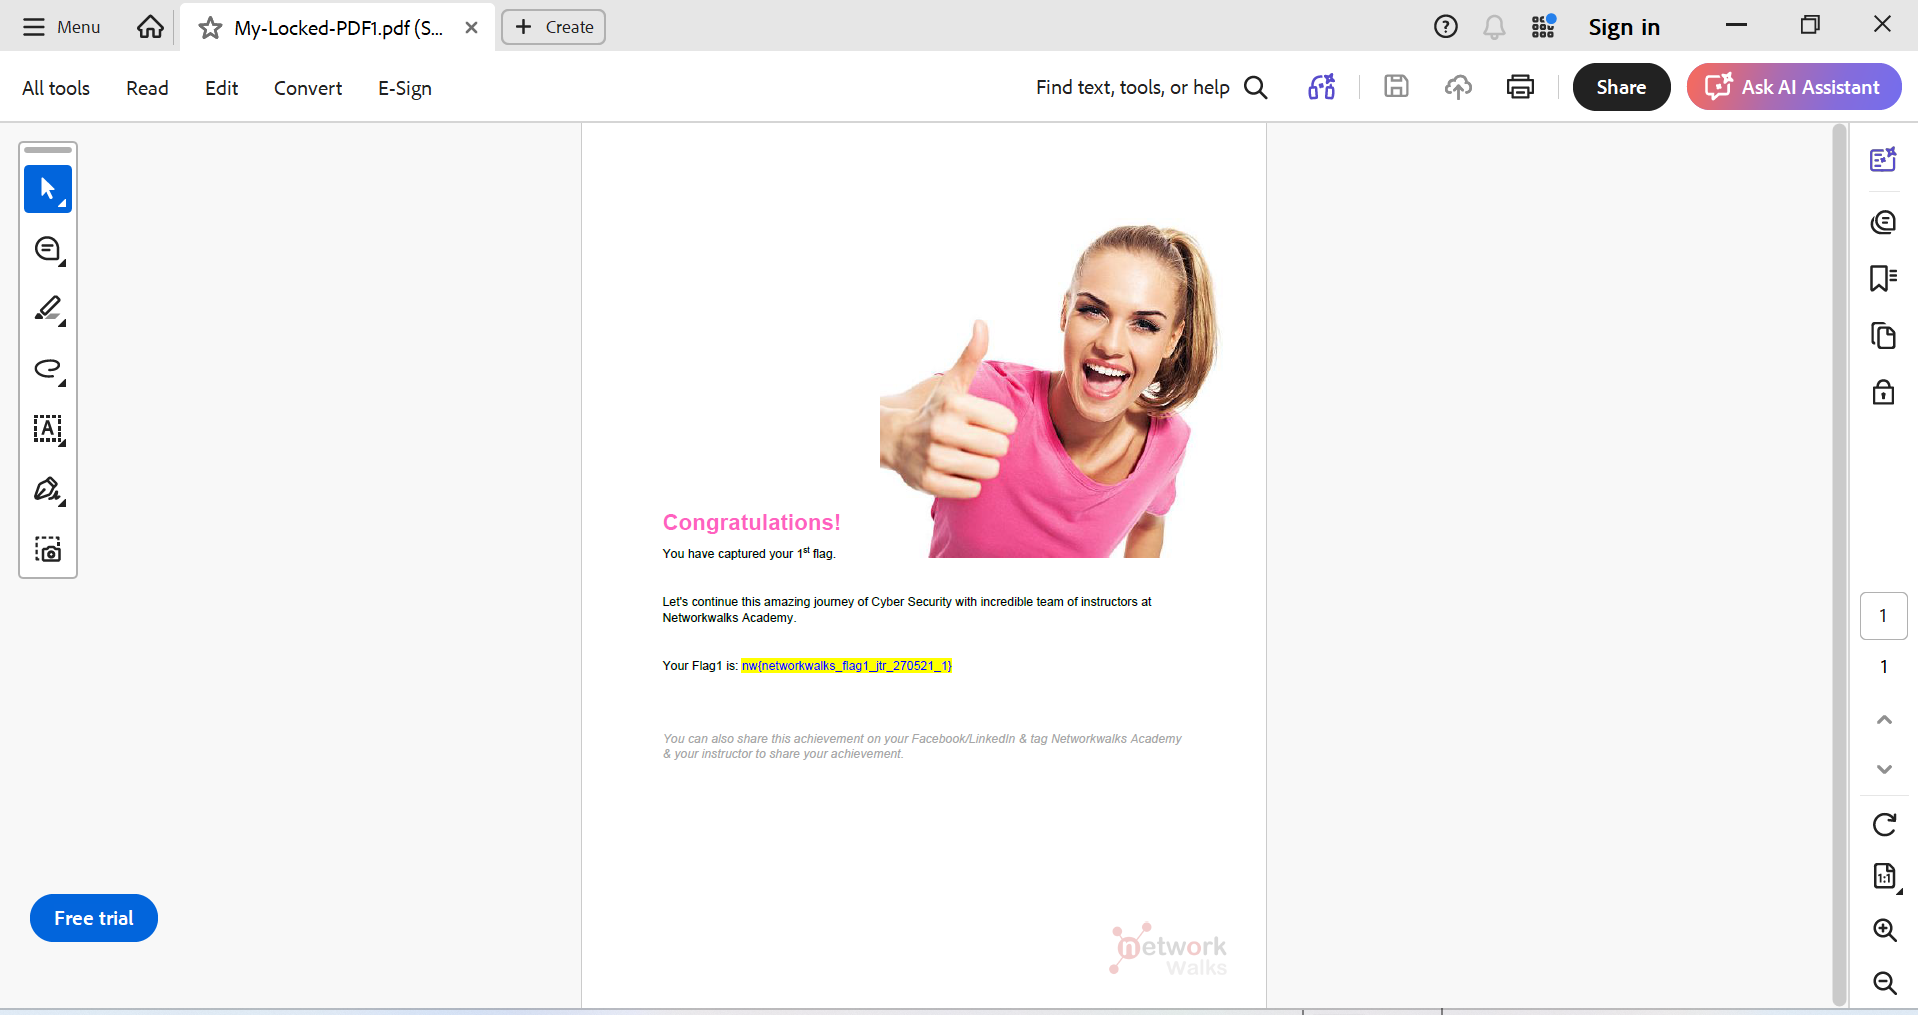 Menu
My-Locked-PDF1.pdf (S...
Create
Sign in
All tools
Read
Edit
Convert
E-Sign
Find text, tools, or help
Share
Ask AI Assistant
A
Congratulations!
You have captured your 1st flag.
Let's continue this amazing journey of Cyber Security with incredible team of instructors at
Networkwalks Academy.
Your Flag1 is: nw{networkwalks_flag1_jtr_270521_1}
You can also share this achievement on your Facebook/LinkedIn & tag Networkwalks Academy
& your instructor to share your achievement.
network
Walks
Free trial
1
1
1:1